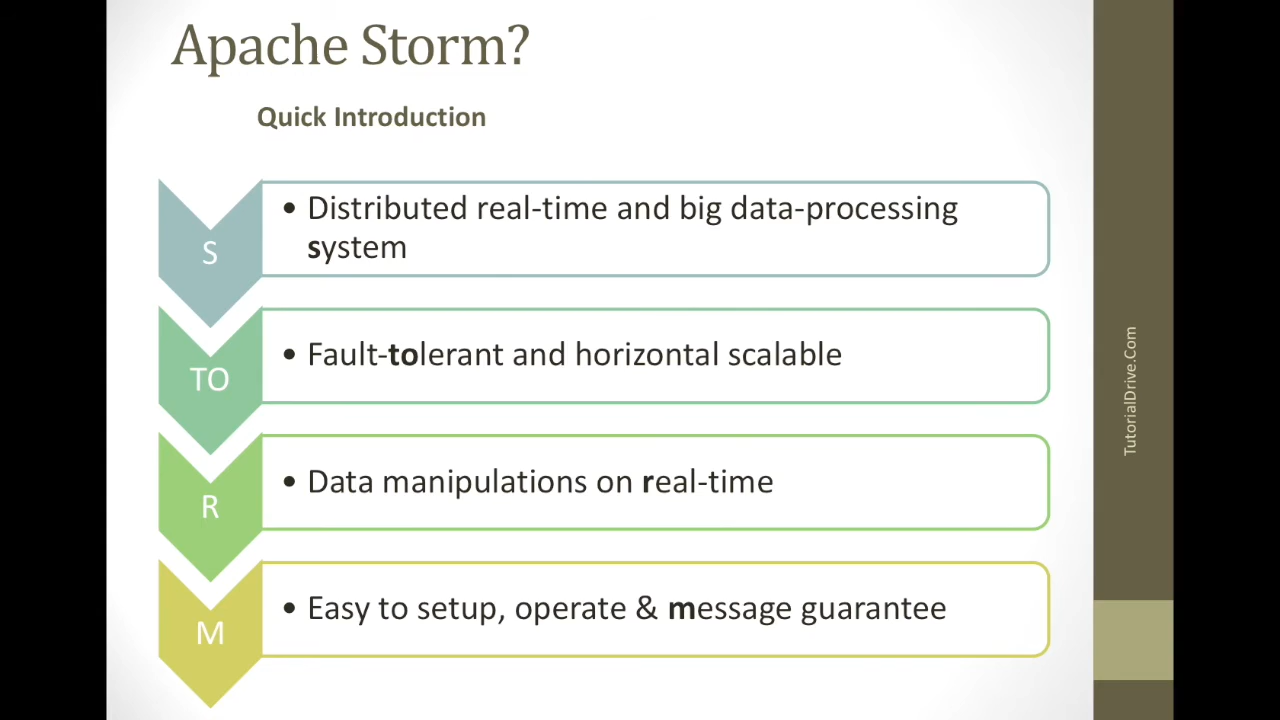 Apache Storm?
Quick Introduction
S
• Distributed real-time and big data-processing
system
TO
• Fault-tolerant and horizontal scalable
R
• Data manipulations on real-time
M
• Easy to setup, operate & message guarantee
TutorialDrive.Com